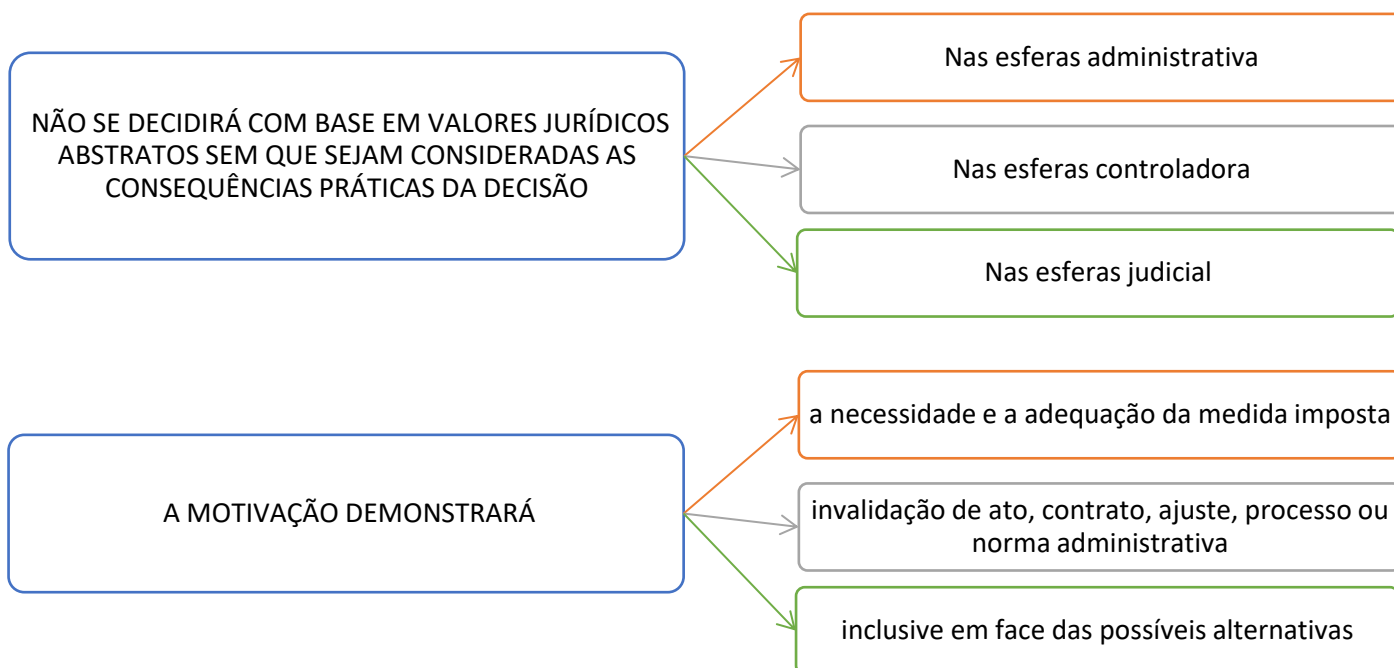 NÃO SE DECIDIRÁ COM BASE EM VALORES JURÍDICOS
ABSTRATOS SEM QUE SEJAM CONSIDERADAS AS
CONSEQUÊNCIAS PRÁTICAS DA DECISÃO
Nas esferas administrativa
Nas esferas controladora
Nas esferas judicial
A MOTIVAÇÃO DEMONSTRARÁ
a necessidade e a adequação da medida imposta
invalidação de ato, contrato, ajuste, processo ou
norma administrativa
inclusive em face das possíveis alternativas